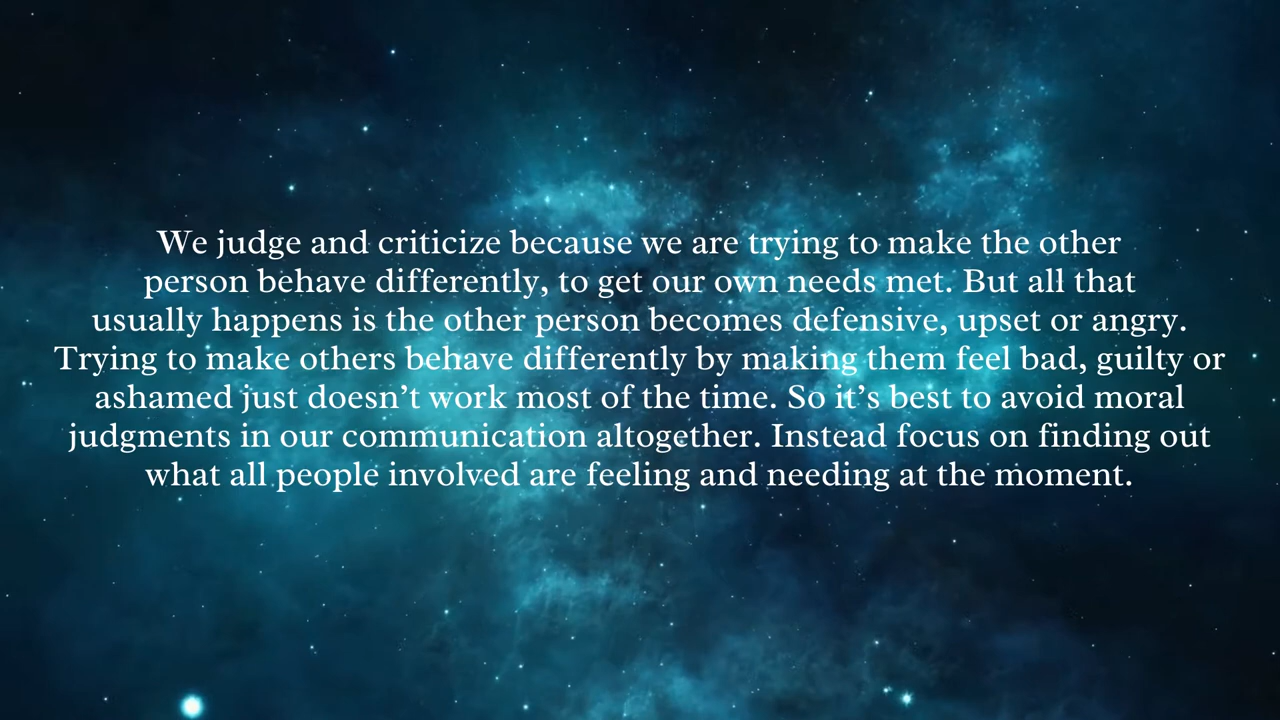 We judge and criticize because we are trying to make the other
person behave differently, to get our own needs met. But all that
usually happens is the other person becomes defensive, upset or angry.
Trying to make others behave differently by making them feel bad, guilty or
ashamed just doesn’t work most of the time. So it’s best to avoid moral
judgments in our communication altogether. Instead focus on finding out
what all people involved are feeling and needing at the moment.